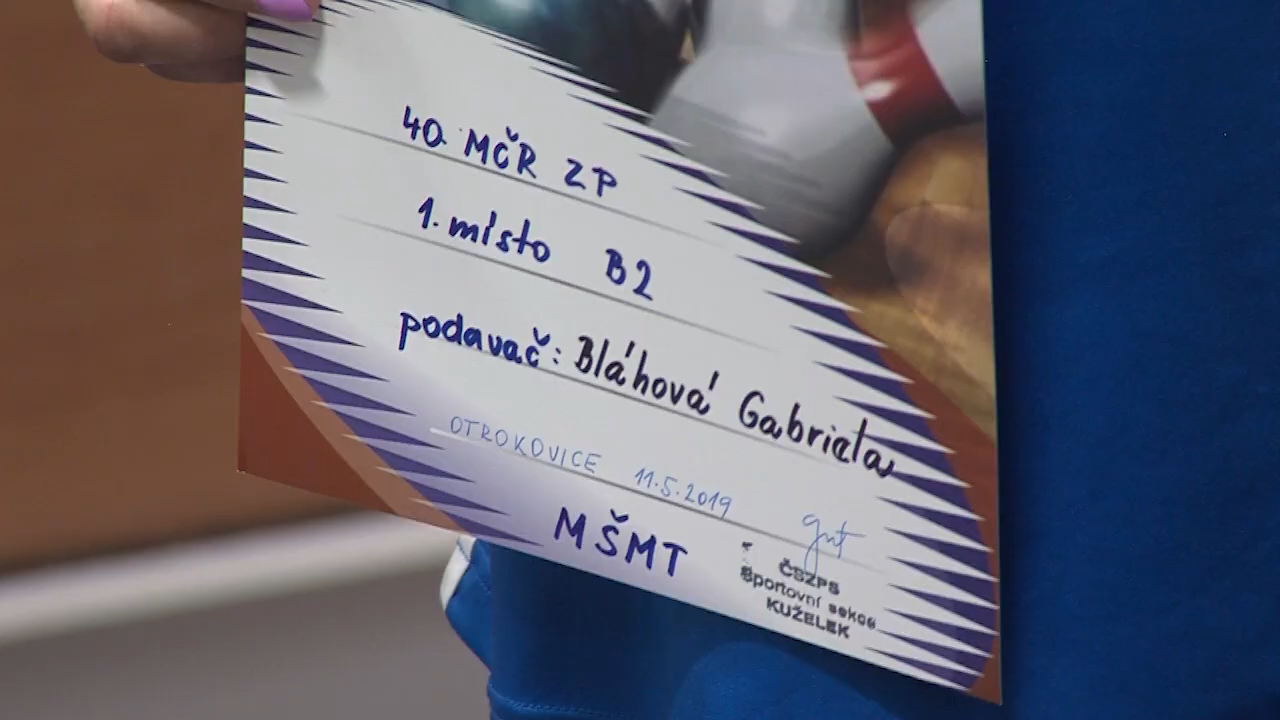 40. MČR ZP
1. místo B2
podavač: Bláhová Gabriela
OTROKOVICE 11.5.2019
MŠMT
ČSZPS
Sportovní sekce
KUŽELEK